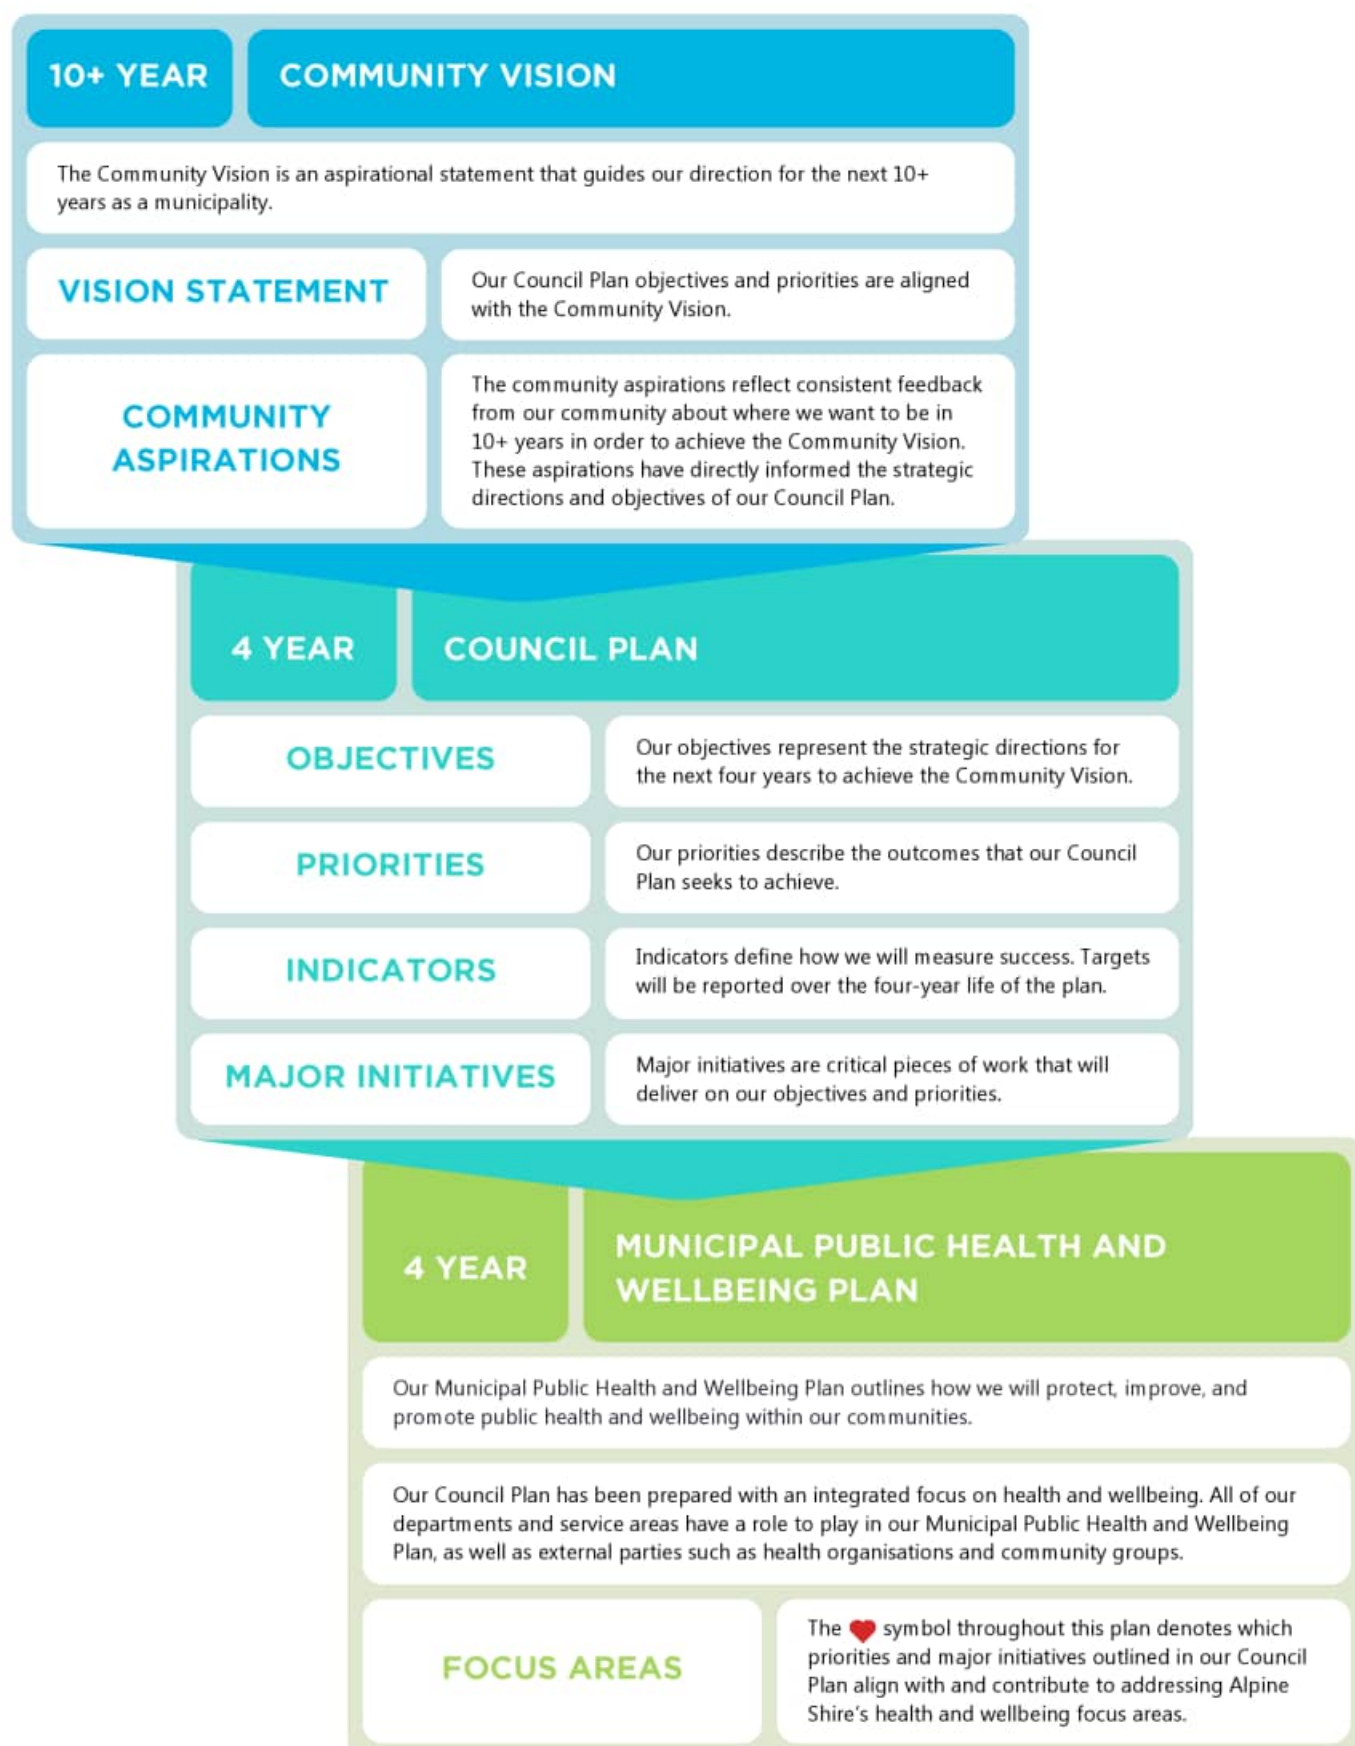 10+ YEAR
COMMUNITY VISION
The Community Vision is an aspirational statement that guides our direction for the next 10+
years as a municipality.
VISION STATEMENT
Our Council Plan objectives and priorities are aligned
with the Community Vision.
COMMUNITY
ASPIRATIONS
The community aspirations reflect consistent feedback
from our community about where we want to be in
10+ years in order to achieve the Community Vision.
These aspirations have directly informed the strategic
directions and objectives of our Council Plan.
4 YEAR
COUNCIL PLAN
OBJECTIVES
Our objectives represent the strategic directions for
the next four years to achieve the Community Vision.
PRIORITIES
Our priorities describe the outcomes that our Council
Plan seeks to achieve.
INDICATORS
Indicators define how we will measure success. Targets
will be reported over the four-year life of the plan.
MAJOR INITIATIVES
Major initiatives are critical pieces of work that will
deliver on our objectives and priorities.
4 YEAR
MUNICIPAL PUBLIC HEALTH AND
WELLBEING PLAN
Our Municipal Public Health and Wellbeing Plan outlines how we will protect, improve, and
promote public health and wellbeing within our communities.
Our Council Plan has been prepared with an integrated focus on health and wellbeing. All of our
departments and service areas have a role to play in our Municipal Public Health and Wellbeing
Plan, as well as external parties such as health organisations and community groups.
FOCUS AREAS
The ♥ symbol throughout this plan denotes which
priorities and major initiatives outlined in our Council
Plan align with and contribute to addressing Alpine
Shire's health and wellbeing focus areas.